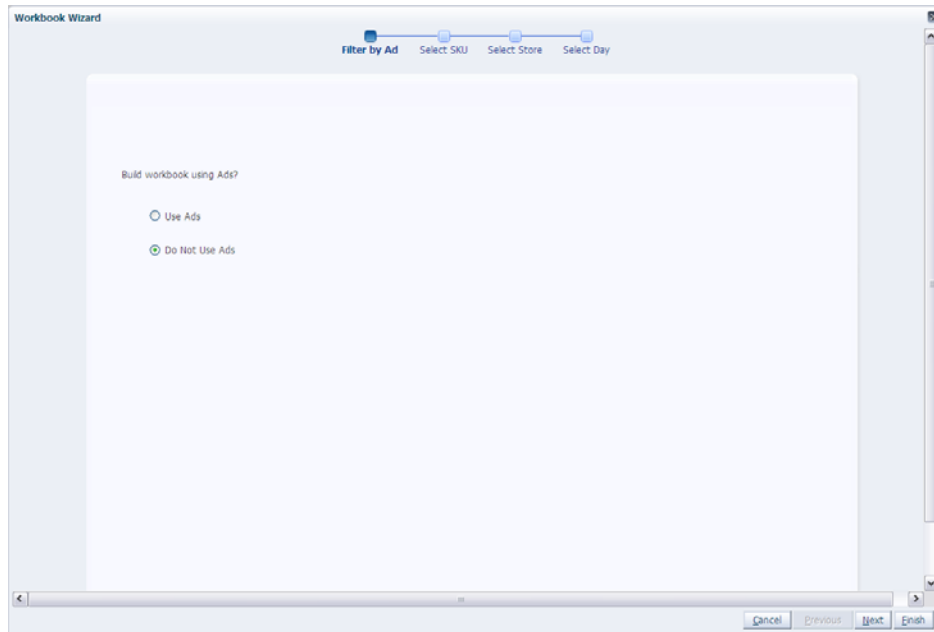 Workbook Wizard
Filter by Ad Select SKU Select Store Select Day
Build workbook using Ads?
Use Ads
Do Not Use Ads
Cancel Previous Next Finish